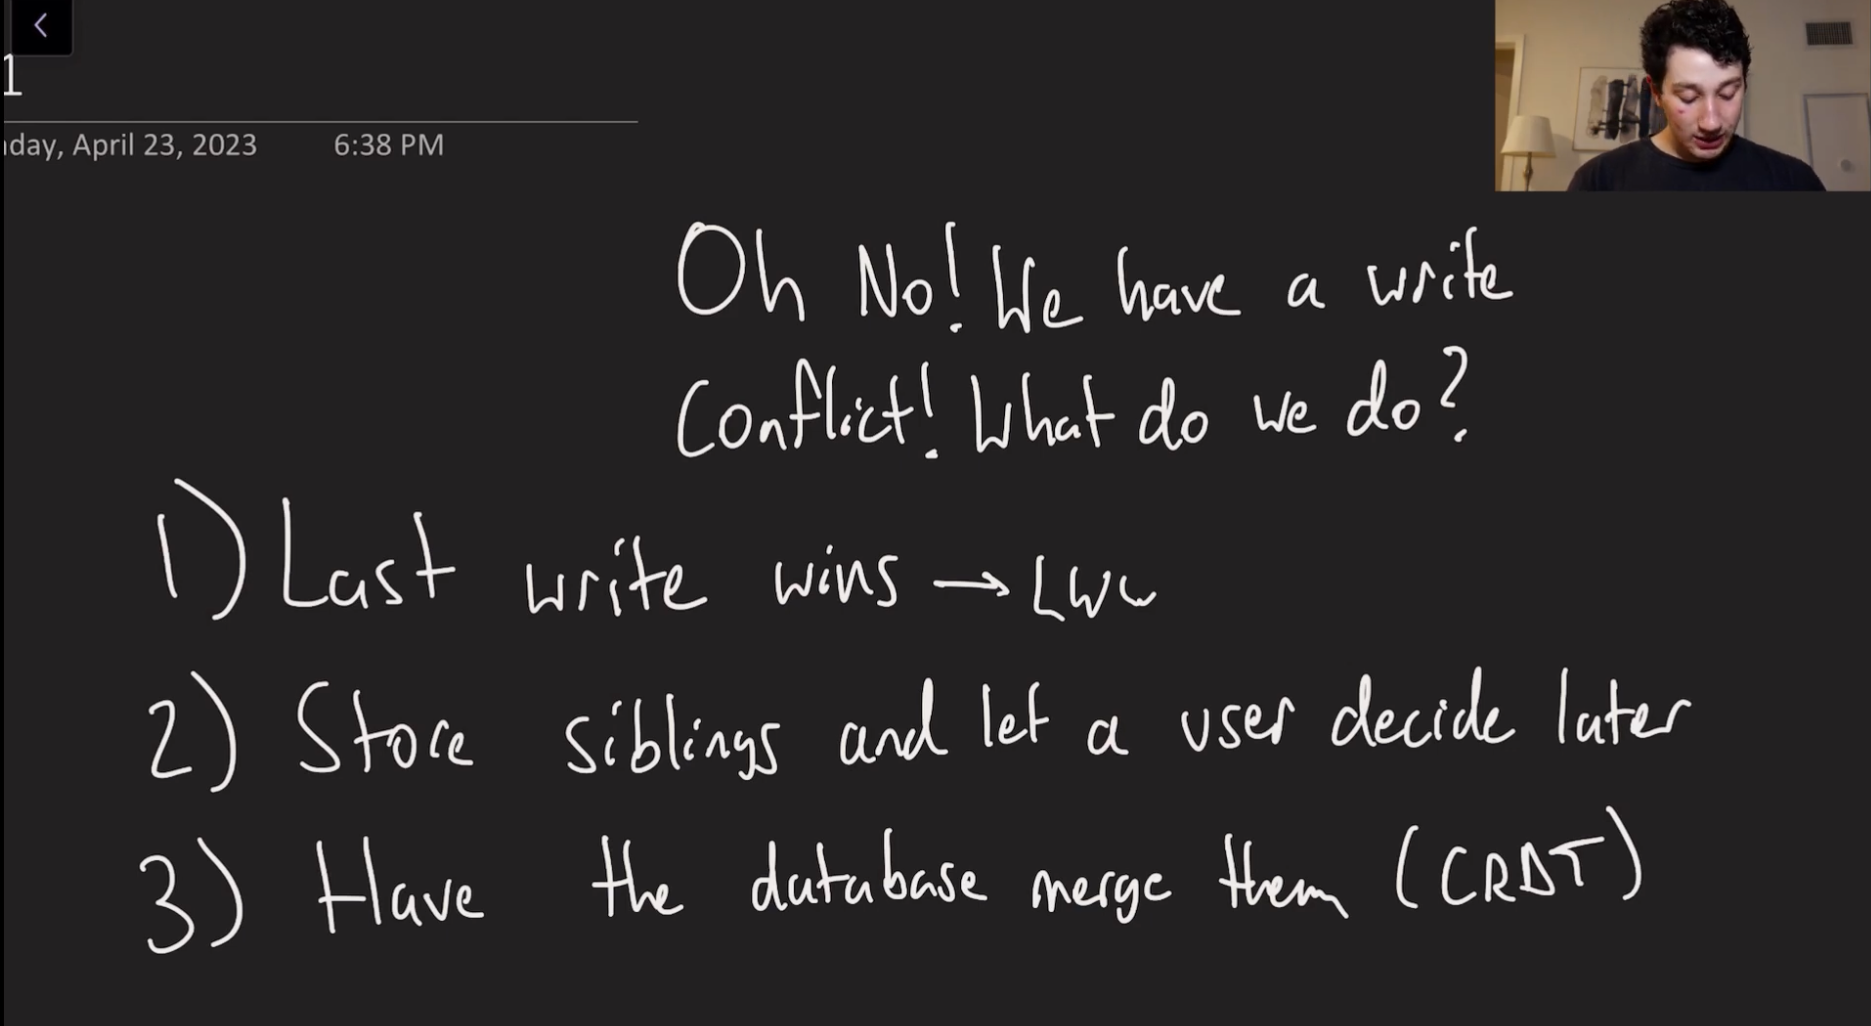 1
day, April 23, 2023 6:38 PM
Oh No! We have a write
Conflict! What do we do?
1) Last write wins → LWW
2) Store siblings and let a user decide later
3) Have the database merge them (CRDT)